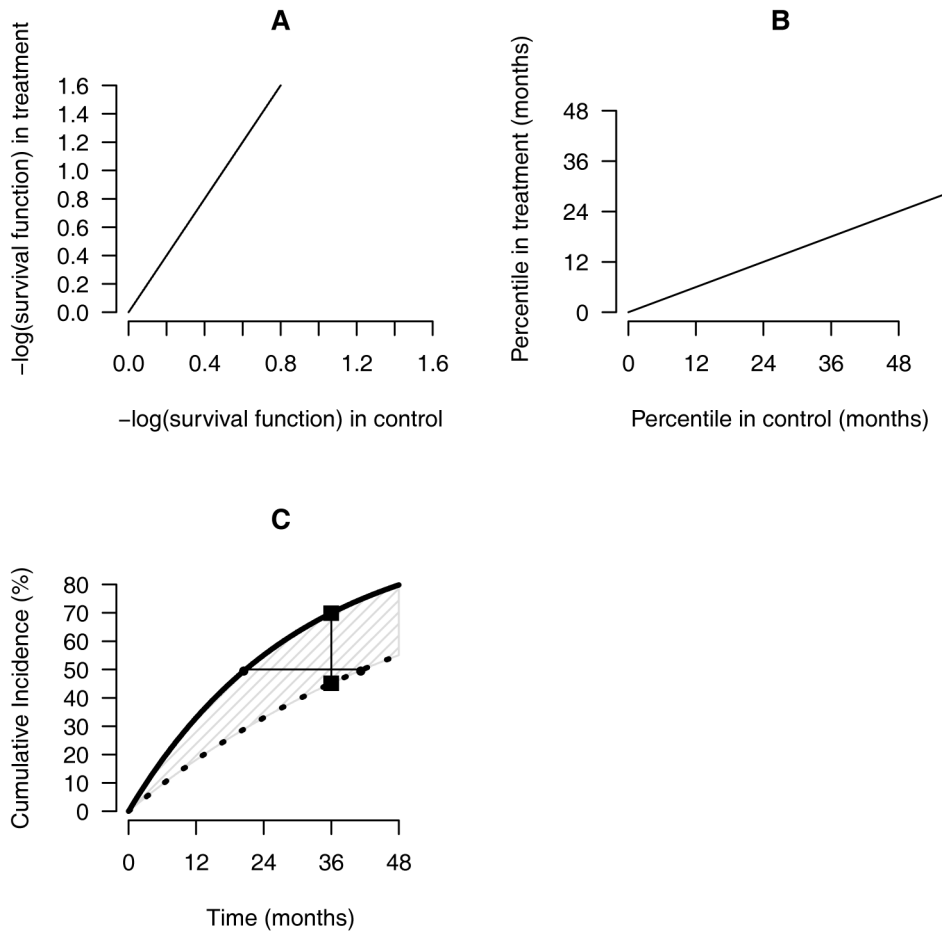 A
−log(survival function) in treatment
1.6
1.4
1.2
1.0
0.8
0.6
0.4
0.2
0.0
0.0 0.4 0.8 1.2 1.6
−log(survival function) in control
B
Percentile in treatment (months)
48
36
24
12
0
0 12 24 36 48
Percentile in control (months)
C
Cumulative Incidence (%)
80
70
60
50
40
30
20
10
0
0 12 24 36 48
Time (months)